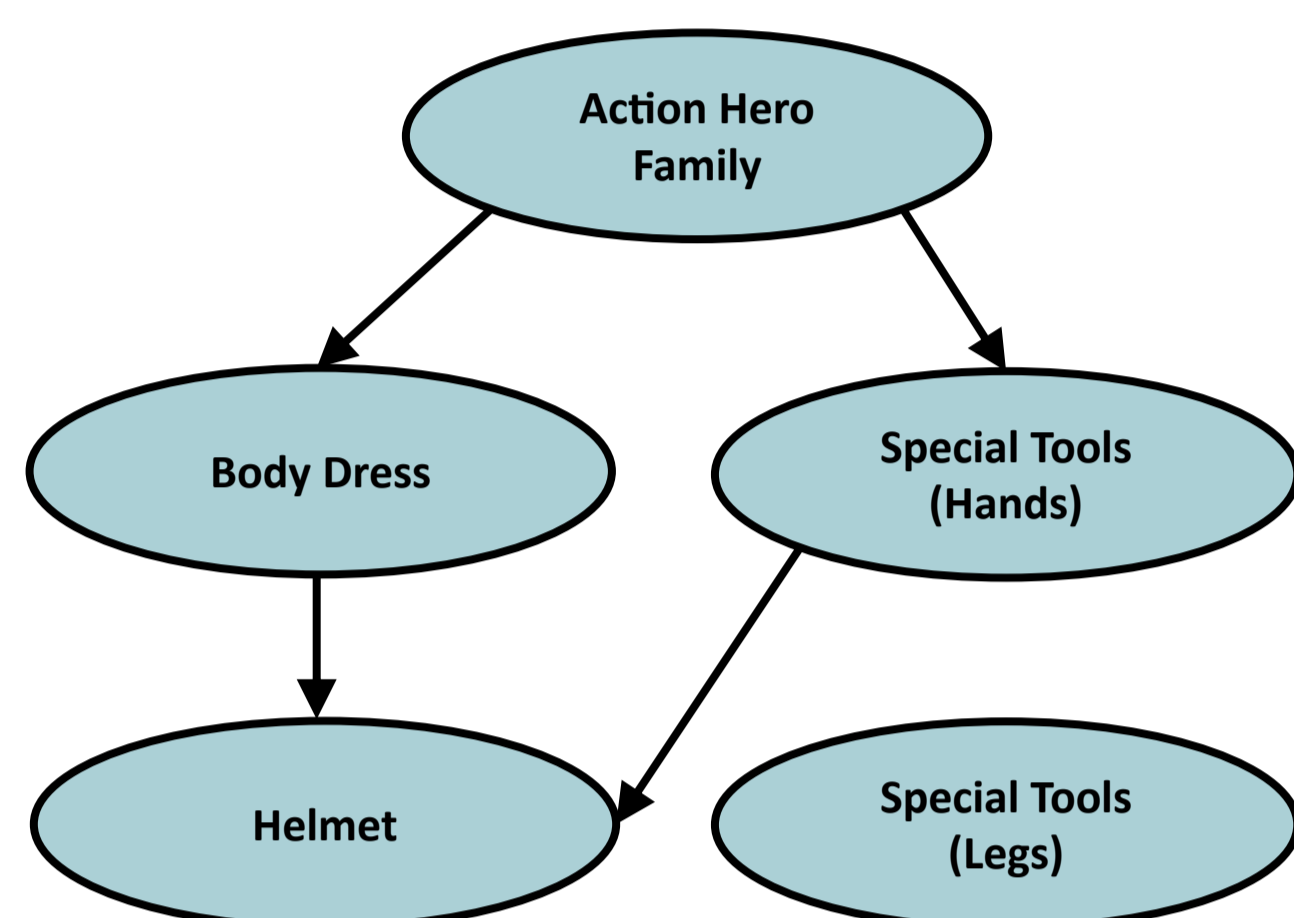 Action Hero
Family
Body Dress
Special Tools
(Hands)
Helmet
Special Tools
(Legs)